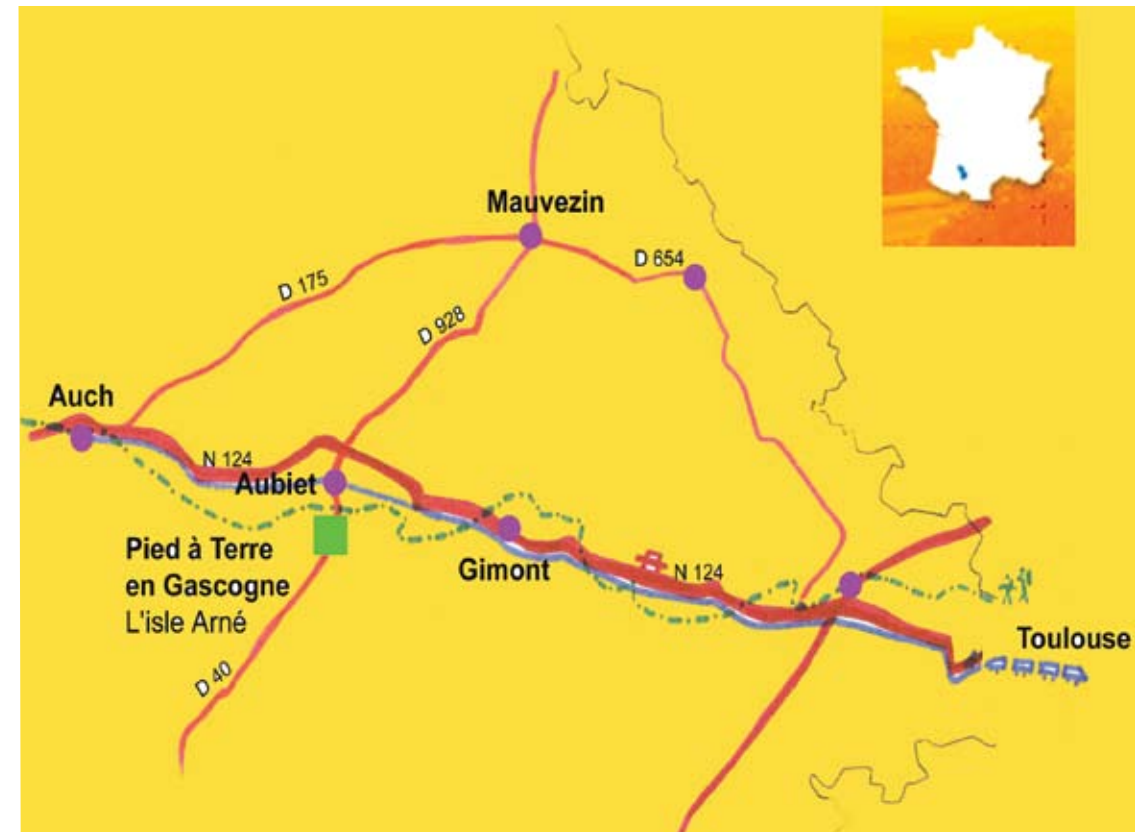 Mauvezin
D 654
D 175
D 928
Auch
N 124
Aubiet
Pied à Terre
en Gascogne
L'isle Arné
Gimont
N 124
Toulouse
D 40